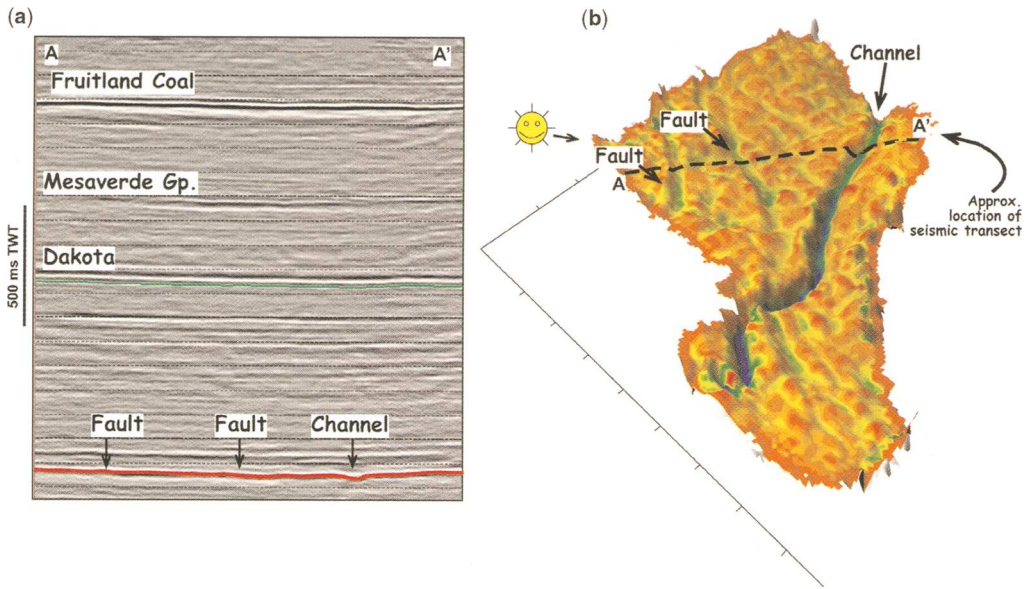 (a)
A
A'
Fruitland Coal
Mesaverde Gp.
Dakota
500 ms TWT
Fault
Fault
Channel
(b)
Channel
Fault
A'
Fault
A
Approx.
location of
seismic transect